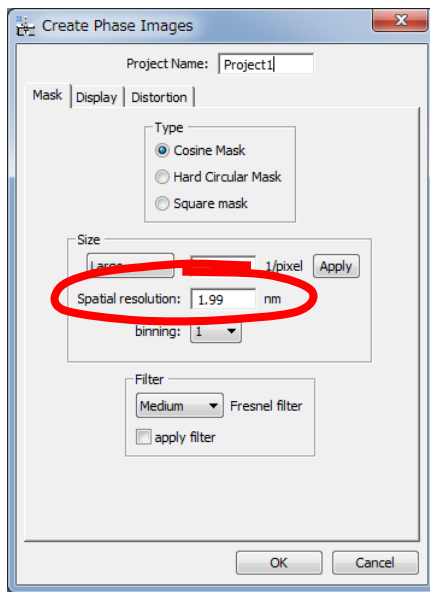 Create Phase Images
Project Name: Project1
Mask Display Distortion
Type
Cosine Mask
Hard Circular Mask
Square mask
Size
1/pixel Apply
Spatial resolution: 1.99 nm
binning: 1
Filter
Medium Fresnel filter
apply filter
OK Cancel